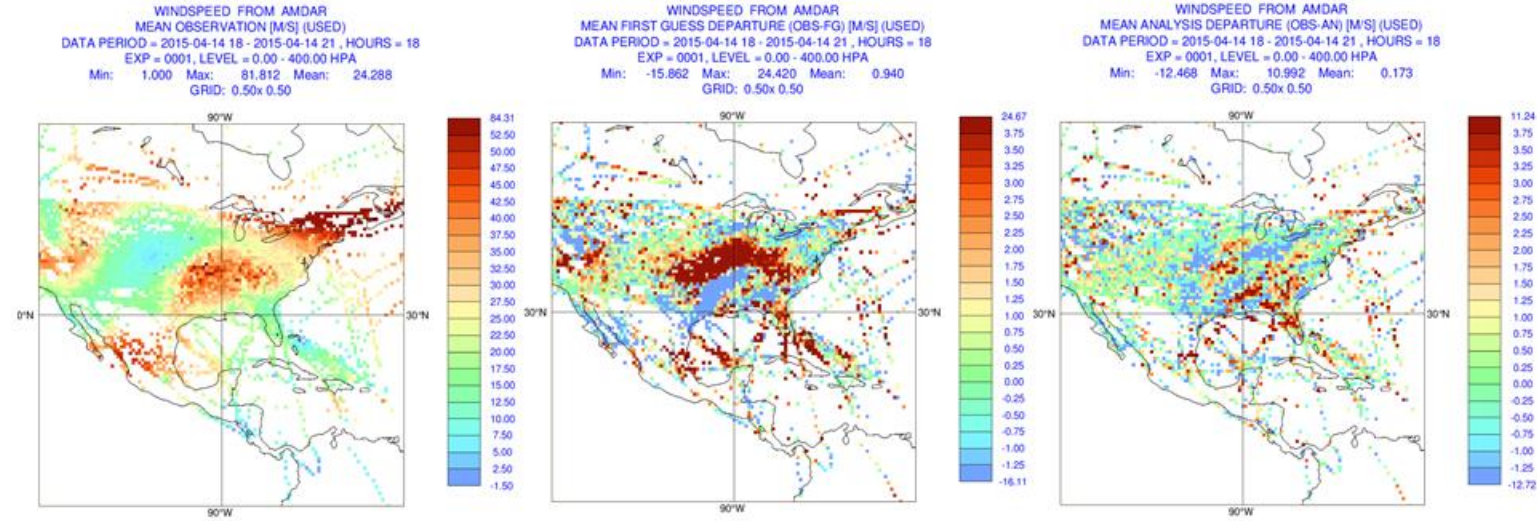 WINDSPEED FROM AMDAR
MEAN OBSERVATION [M/S] (USED)
DATA PERIOD = 2015-04-14 18 - 2015-04-14 21 , HOURS = 18
EXP = 0001, LEVEL = 0.00 - 400.00 HPA
Min: 1.000 Max: 81.812 Mean: 24.288
GRID: 0.50x 0.50
90°W
84.31
52.50
50.00
47.50
45.00
42.50
40.00
37.50
35.00
32.50
30.00
27.50
25.00
22.50
20.00
17.50
15.00
12.50
10.00
7.50
5.00
2.50
-1.50
0°N
30°N
90°W
WINDSPEED FROM AMDAR
MEAN FIRST GUESS DEPARTURE (OBS-FG) [M/S] (USED)
DATA PERIOD = 2015-04-14 18 - 2015-04-14 21 , HOURS = 18
EXP = 0001, LEVEL = 0.00 - 400.00 HPA
Min: -15.862 Max: 24.420 Mean: 0.940
GRID: 0.50x 0.50
90°W
24.67
3.75
3.50
3.25
3.00
2.75
2.50
2.25
2.00
1.75
1.50
1.25
1.00
0.75
0.50
0.25
0.00
-0.25
-0.50
-0.75
-1.00
-1.25
-16.11
30°N
30°N
90°W
WINDSPEED FROM AMDAR
MEAN ANALYSIS DEPARTURE (OBS-AN) [M/S] (USED)
DATA PERIOD = 2015-04-14 18 - 2015-04-14 21 , HOURS = 18
EXP = 0001, LEVEL = 0.00 - 400.00 HPA
Min: -12.468 Max: 10.992 Mean: 0.173
GRID: 0.50x 0.50
90°W
11.24
3.75
3.50
3.25
3.00
2.75
2.50
2.25
2.00
1.75
1.50
1.25
1.00
0.75
0.50
0.25
0.00
-0.25
-0.50
-0.75
-1.00
-1.25
-12.72
30°N
30°N
90°W